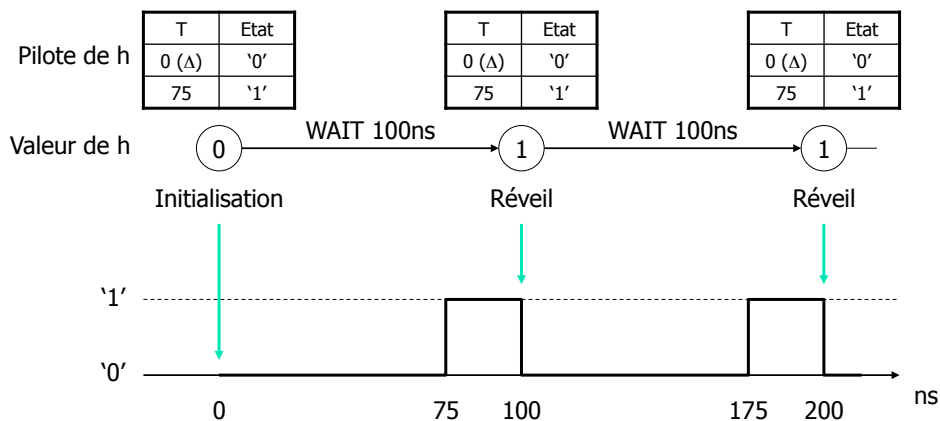 T Etat T Etat T Etat
Pilote de h 0 (Δ) ‘0’ 0 (Δ) ‘0’ 0 (Δ) ‘0’
75 ‘1’ 75 ‘1’ 75 ‘1’
Valeur de h 0 WAIT 100ns 1 WAIT 100ns 1
Initialisation Réveil Réveil
‘1’
‘0’
0 75 100 175 200 ns